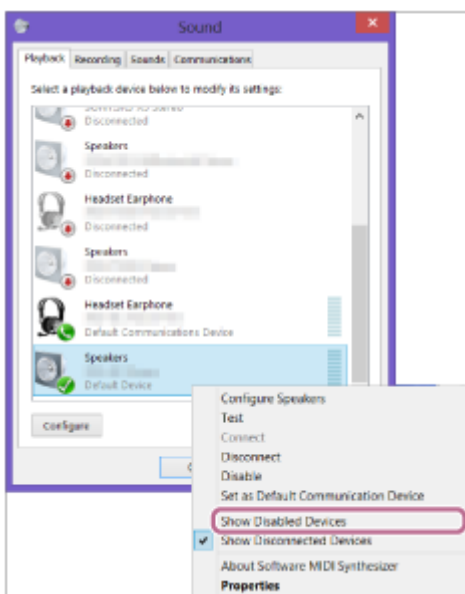 Sound
Playback Recording Sounds Communications
Select a playback device below to modify its settings:
Disconnected
Speakers
Disconnected
Headset Earphone
Disconnected
Speakers
Disconnected
Headset Earphone
Default Communications Device
Speakers
Default Device
Configure
Configure Speakers
Test
Connect
Disconnect
Disable
Set as Default Communication Device
Show Disabled Devices
Show Disconnected Devices
About Software MIDI Synthesizer
Properties